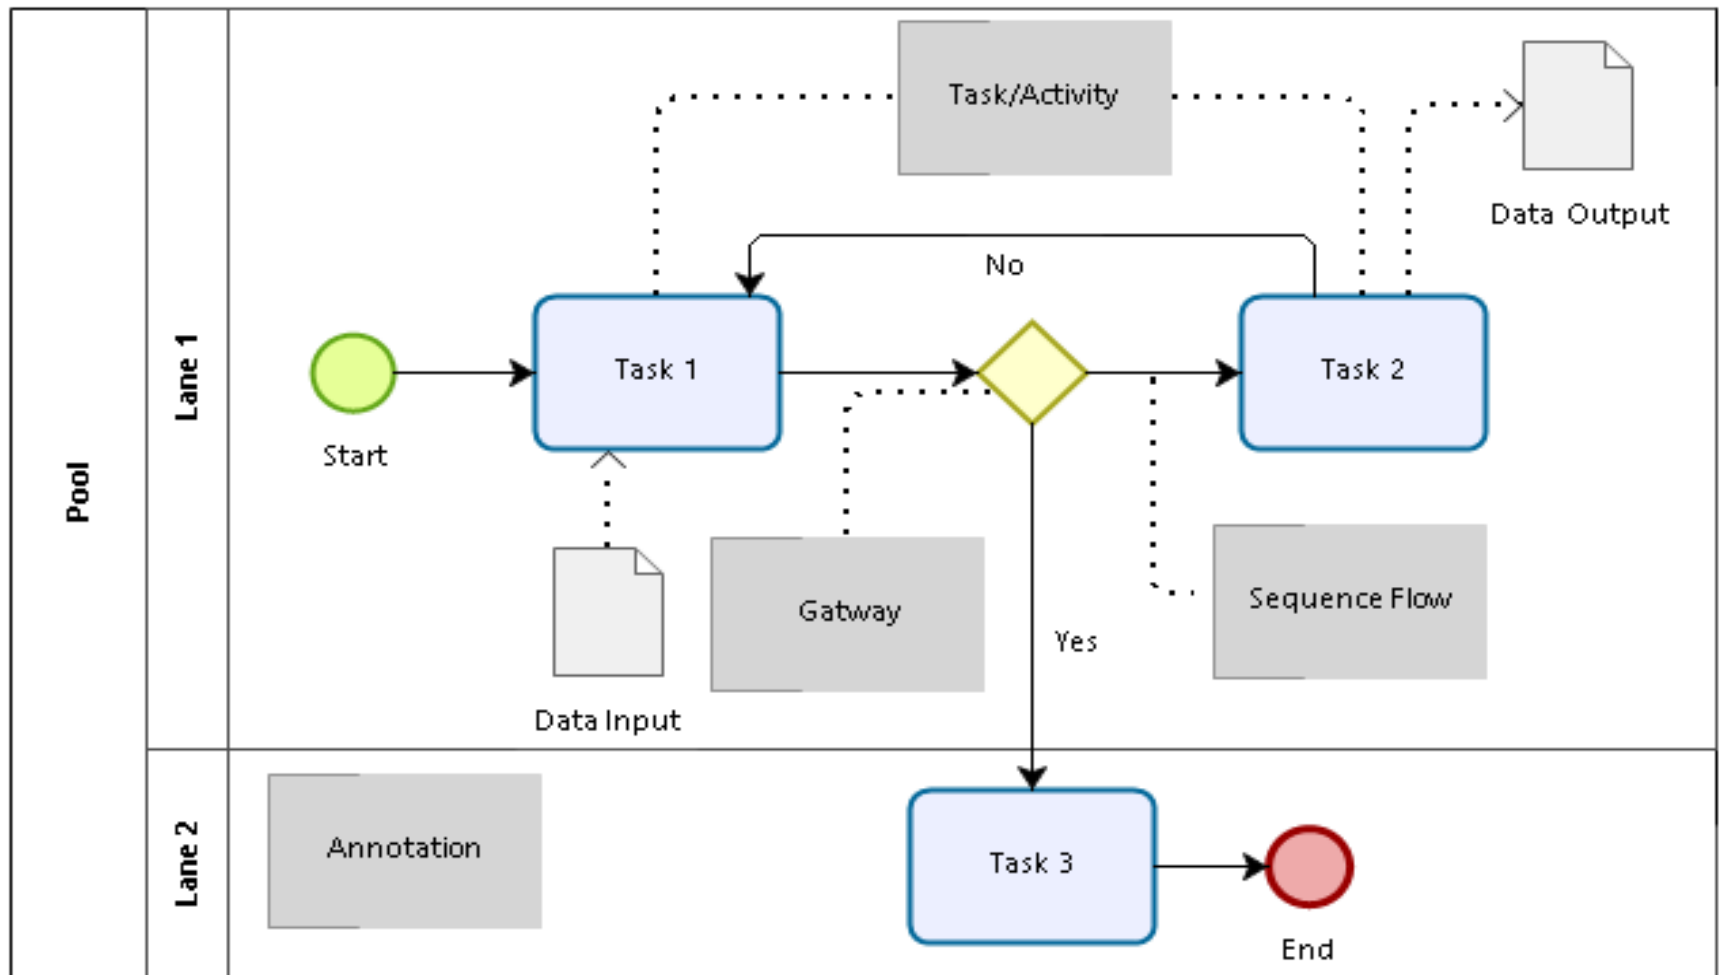 Pool
Lane 1
Task/Activity
Data Output
No
Task 1
Task 2
Start
Gatway
Sequence Flow
Yes
Data Input
Lane 2
Annotation
Task 3
End